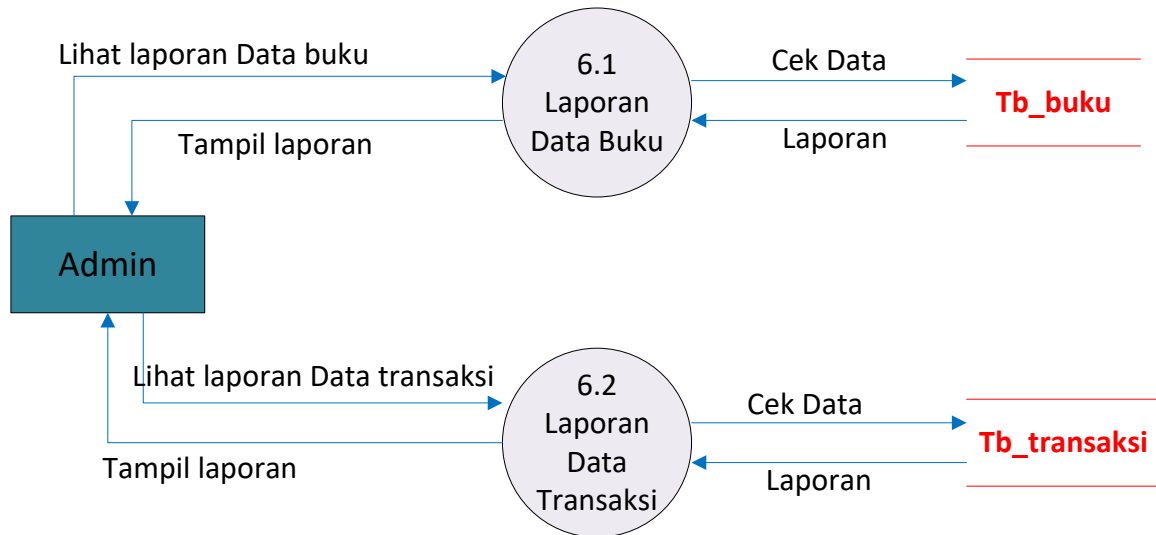 Lihat laporan Data buku
6.1
Laporan
Data Buku
Cek Data
Tb_buku
Tampil laporan
Laporan
Admin
Lihat laporan Data transaksi
6.2
Laporan
Data
Transaksi
Cek Data
Tb_transaksi
Tampil laporan
Laporan